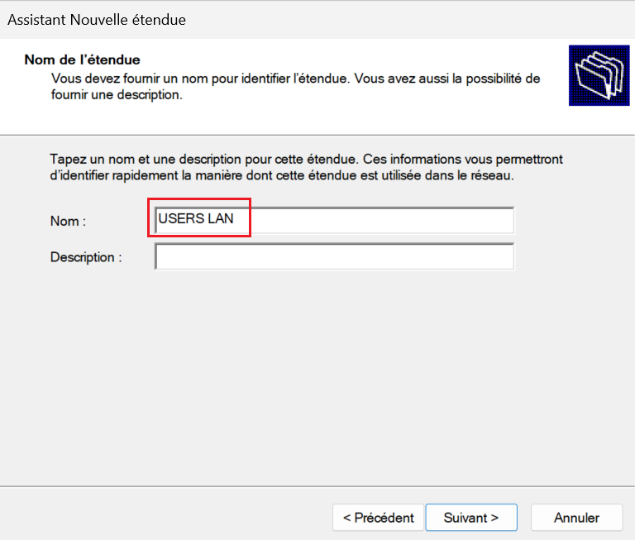 Assistant Nouvelle étendue
Nom de l'étendue
Vous devez fournir un nom pour identifier l'étendue. Vous avez aussi la possibilité de
fournir une description.
Tapez un nom et une description pour cette étendue. Ces informations vous permettront
d'identifier rapidement la manière dont cette étendue est utilisée dans le réseau.
Nom : USERS LAN
Description :
< Précédent Suivant > Annuler